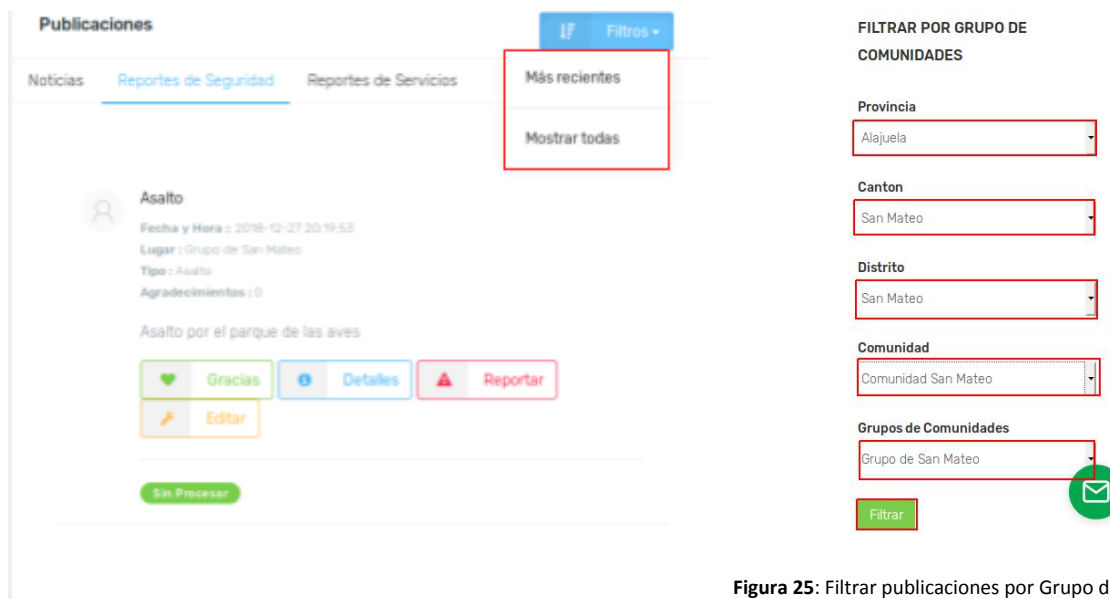 Publicaciones
Filtros
Noticias
Reportes de Seguridad
Reportes de Servicios
Más recientes
Mostrar todas
Asalto
Fecha y Hora : 2018-12-27 20:19:53
Lugar : Grupo de San Mateo
Tipo : Asalto
Agradecimientos : 0
Asalto por el parque de las aves
Gracias
Detalles
Reportar
Editar
Sin Procesar
FILTRAR POR GRUPO DE
COMUNIDADES
Provincia
Alajuela
Canton
San Mateo
Distrito
San Mateo
Comunidad
Comunidad San Mateo
Grupos de Comunidades
Grupo de San Mateo
Filtrar
Figura 25: Filtrar publicaciones por Grupo d